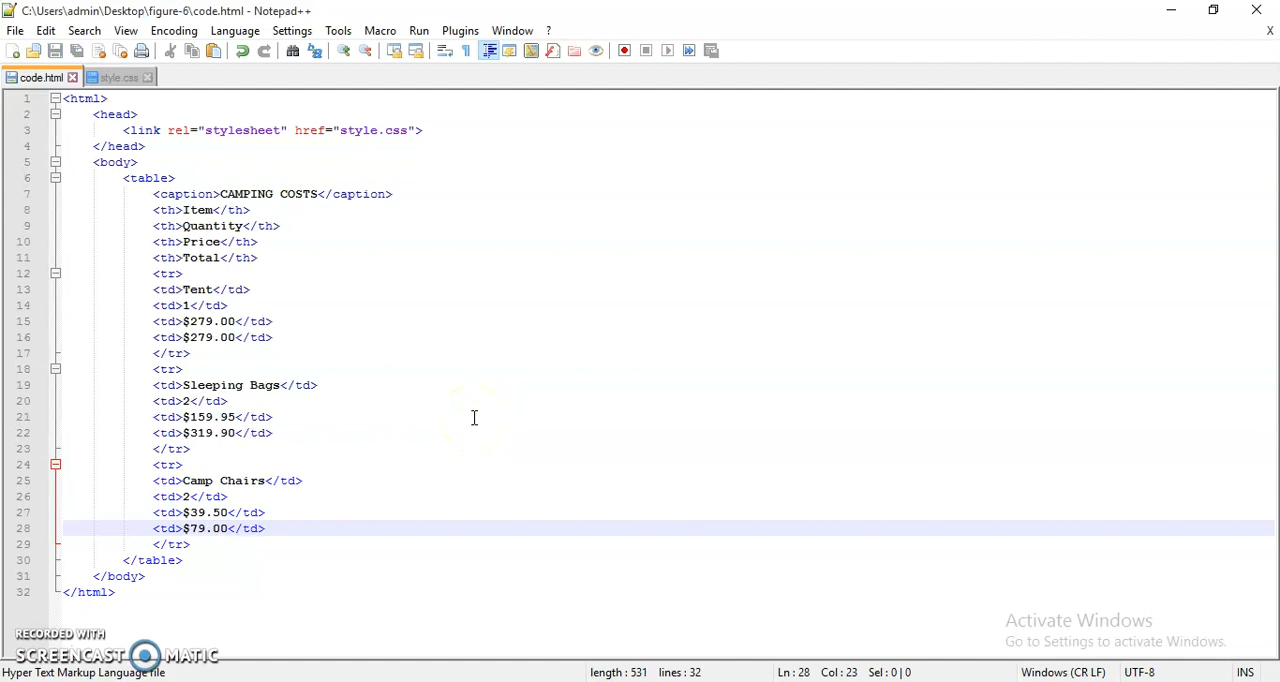 C:\Users\admin\Desktop\figure-6\code.html - Notepad++
File Edit Search View Encoding Language Settings Tools Macro Run Plugins Window ? X
code.html style.css
1 <html>
2 <head>
3 <link rel="stylesheet" href="style.css">
4 </head>
5 <body>
6 <table>
7 <caption>CAMPING COSTS</caption>
8 <th>Item</th>
9 <th>Quantity</th>
10 <th>Price</th>
11 <th>Total</th>
12 <tr>
13 <td>Tent</td>
14 <td>1</td>
15 <td>$279.00</td>
16 <td>$279.00</td>
17 </tr>
18 <tr>
19 <td>Sleeping Bags</td>
20 <td>2</td>
21 <td>$159.95</td>
22 <td>$319.90</td>
23 </tr>
24 <tr>
25 <td>Camp Chairs</td>
26 <td>2</td>
27 <td>$39.50</td>
28 <td>$79.00</td>
29 </tr>
30 </table>
31 </body>
32 </html>
Activate Windows
Go to Settings to activate Windows.
RECORDED WITH
SCREENCAST MATIC
Hyper Text Markup Language file length : 531 lines : 32 Ln : 28 Col : 23 Sel : 0 | 0 Windows (CR LF) UTF-8 INS